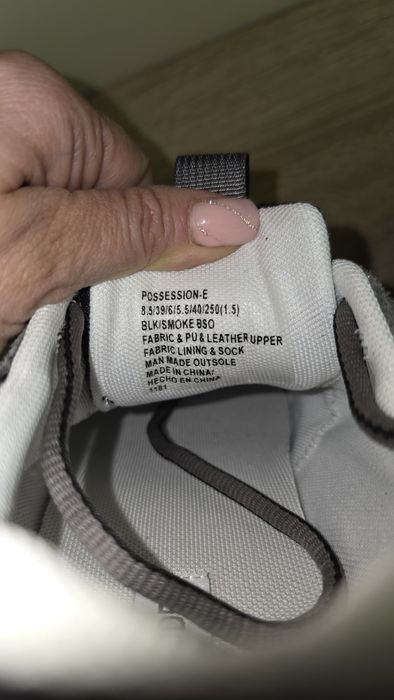 POSSESSION-E
8.5/39/6/5.5/40/250(1.5)
BLK/SMOKE BSO
FABRIC & PU & LEATHER UPPER
FABRIC LINING & SOCK
MAN MADE OUTSOLE
MADE IN CHINA/
HECHO EN CHINA
1181